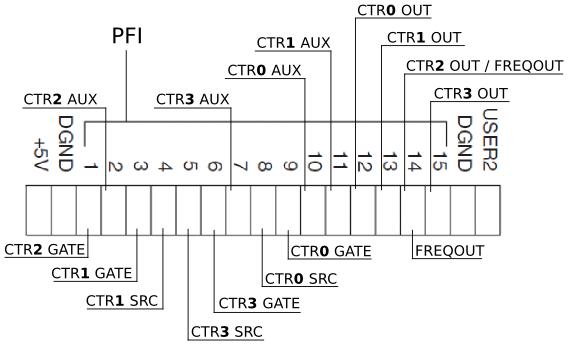 CTR0 OUT
PFI
CTR1 AUX
CTR1 OUT
CTR0 AUX
CTR2 OUT / FREQOUT
CTR2 AUX
CTR3 AUX
CTR3 OUT
+5V DGND 1 2 3 4 5 6 7 8 9 10 11 12 13 14 15 DGND USER2
CTR2 GATE
CTR0 GATE
FREQOUT
CTR1 GATE
CTR0 SRC
CTR1 SRC
CTR3 GATE
CTR3 SRC